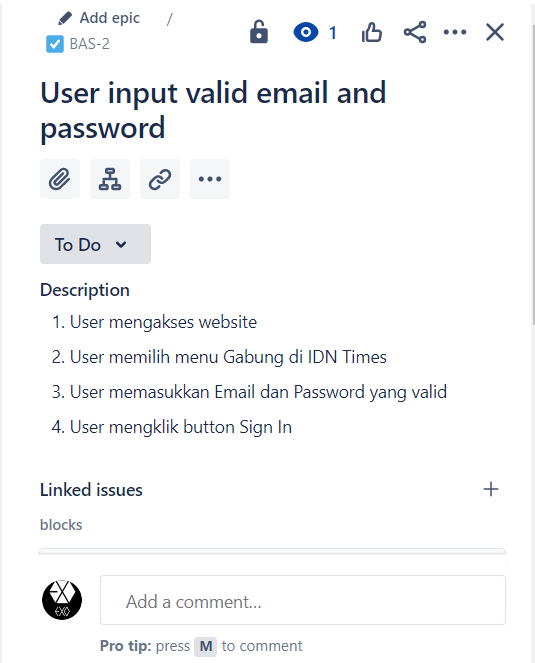 Add epic /
BAS-2
1
User input valid email and
password
To Do
Description
1. User mengakses website
2. User memilih menu Gabung di IDN Times
3. User memasukkan Email dan Password yang valid
4. User mengklik button Sign In
Linked issues
blocks
EXO
Add a comment...
Pro tip: press M to comment